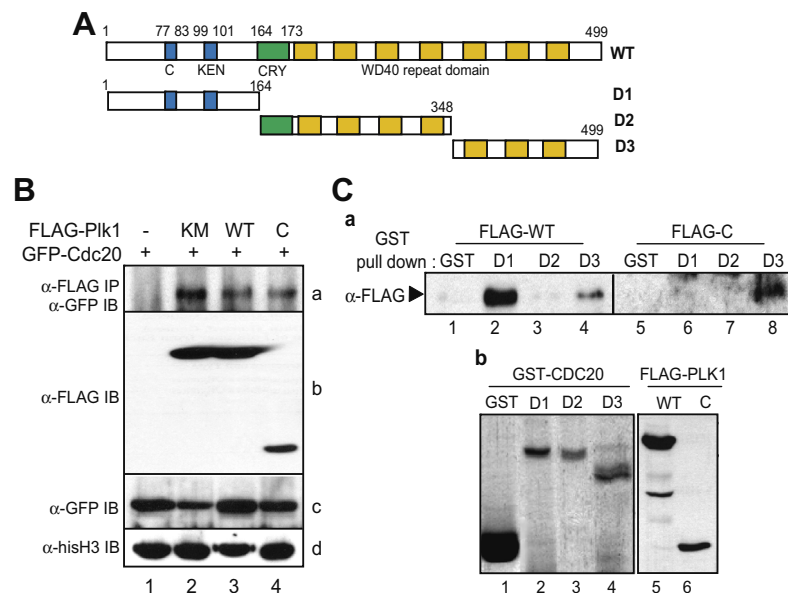 A
1 77 83 99 101 164 173 499
WT
C KEN CRY WD40 repeat domain
1 164
D1
348
D2
499
D3
B
FLAG-Plk1 - KM WT C
GFP-Cdc20 + + + +
α-FLAG IP
α-GFP IB
a
α-FLAG IB
b
α-GFP IB
c
α-hisH3 IB
d
1 2 3 4
C
a
GST
pull down :
FLAG-WT FLAG-C
GST D1 D2 D3 GST D1 D2 D3
α-FLAG
1 2 3 4 5 6 7 8
b
GST-CDC20 FLAG-PLK1
GST D1 D2 D3 WT C
1 2 3 4 5 6